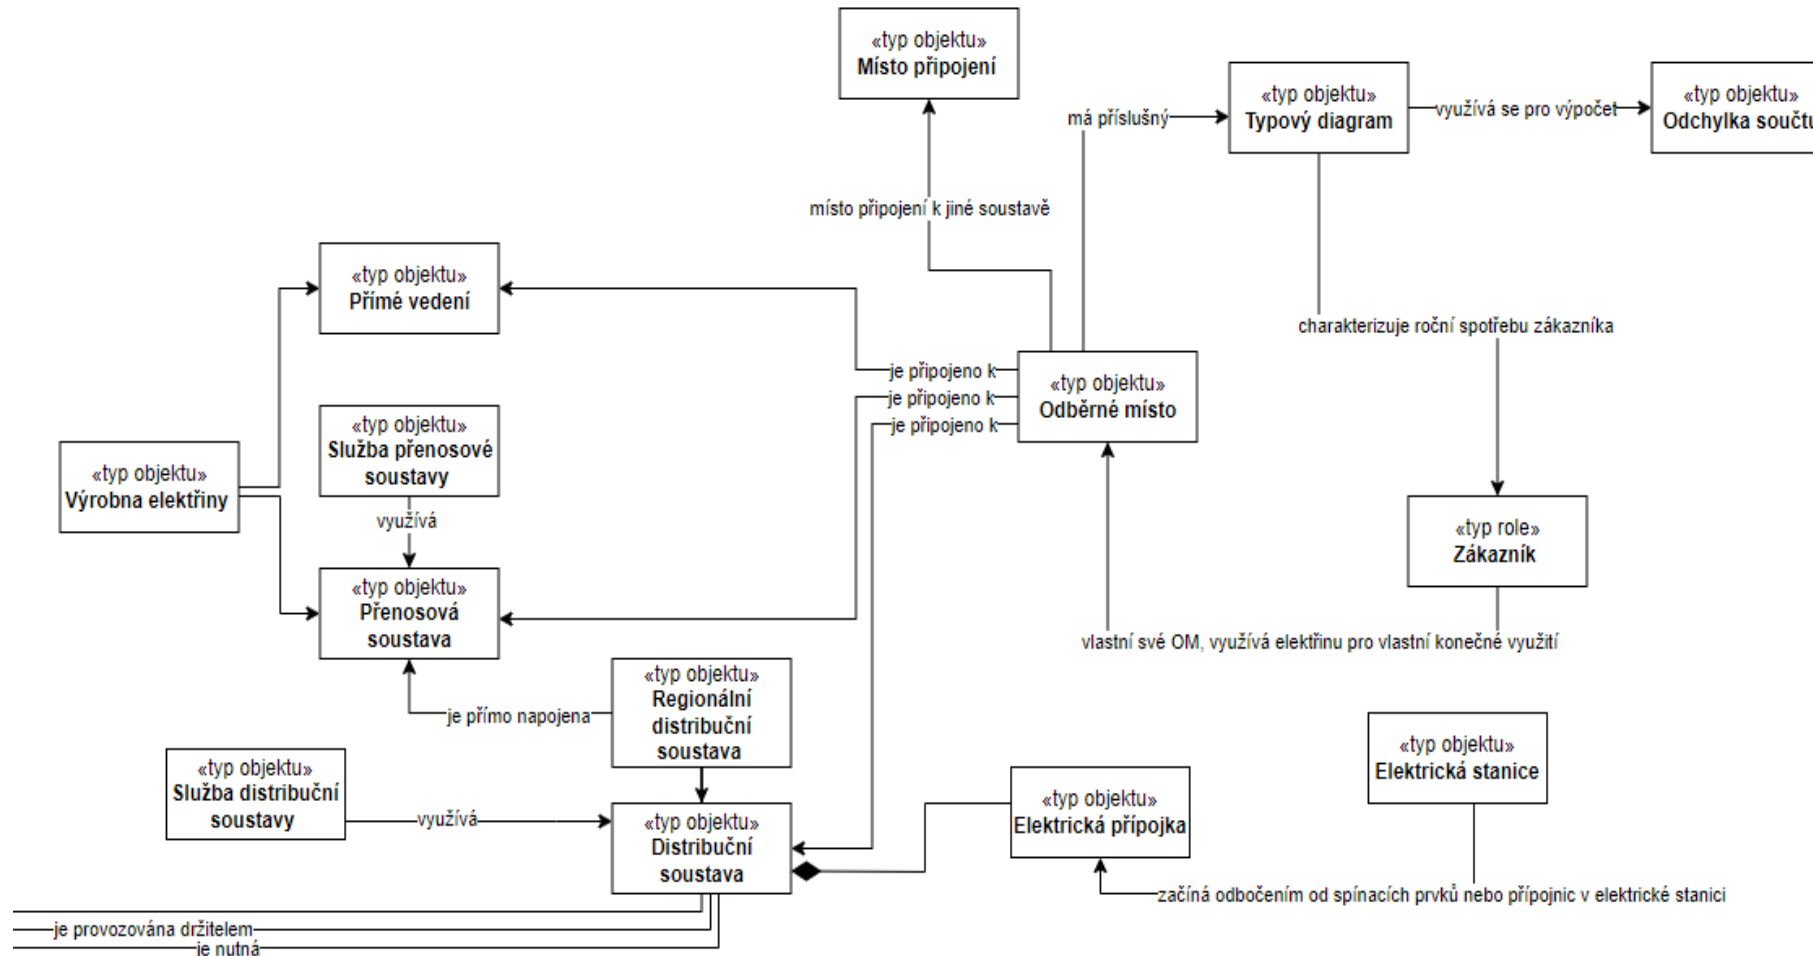 «typ objektu»
Místo připojení
«typ objektu»
Typový diagram
«typ objektu»
Odchylka součtu
má příslušný
využívá se pro výpočet
místo připojení k jiné soustavě
«typ objektu»
Přímé vedení
charakterizuje roční spotřebu zákazníka
je připojeno k
je připojeno k
je připojeno k
«typ objektu»
Odběrné místo
«typ objektu»
Služba přenosové
soustavy
«typ objektu»
Výrobna elektřiny
využívá
«typ role»
Zákazník
«typ objektu»
Přenosová
soustava
vlastní své OM, využívá elektřinu pro vlastní konečné využití
«typ objektu»
Regionální
distribuční
soustava
je přímo napojena
«typ objektu»
Elektrická stanice
«typ objektu»
Služba distribuční
soustavy
využívá
«typ objektu»
Distribuční
soustava
«typ objektu»
Elektrická přípojka
začíná odbočením od spínacích prvků nebo přípojnic v elektrické stanici
je provozována držitelem
je nutná